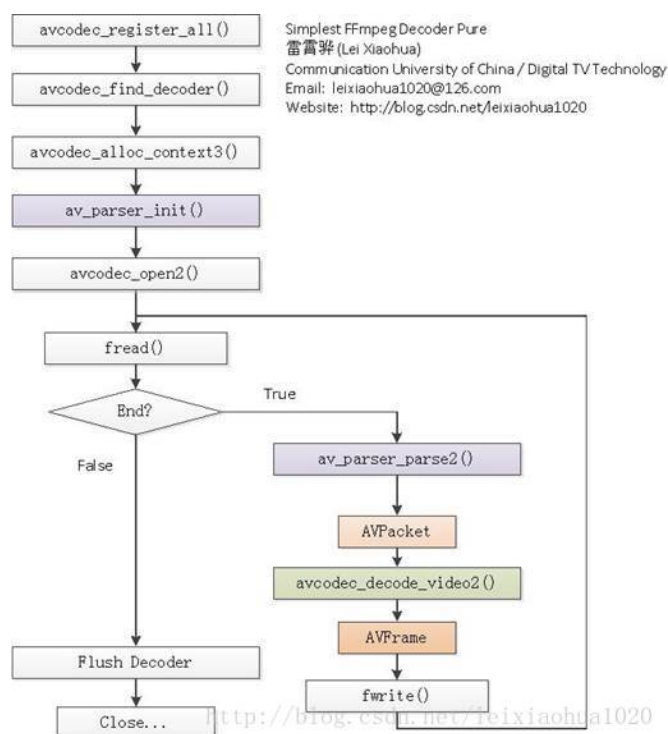 avcodec_register_all()
Simplest FFmpeg Decoder Pure
雷霄骅 (Lei Xiaohua)
Communication University of China / Digital TV Technology
Email: leixiaohua1020@126.com
Website: http://blog.csdn.net/leixiaohua1020
avcodec_find_decoder()
avcodec_alloc_context3()
av_parser_init()
avcodec_open2()
fread()
End?
True
False
av_parser_parse2()
AVPacket
avcodec_decode_video2()
AVFrame
Flush Decoder
fwrite()
Close...
http://blog.csdn.net/leixiaohua1020